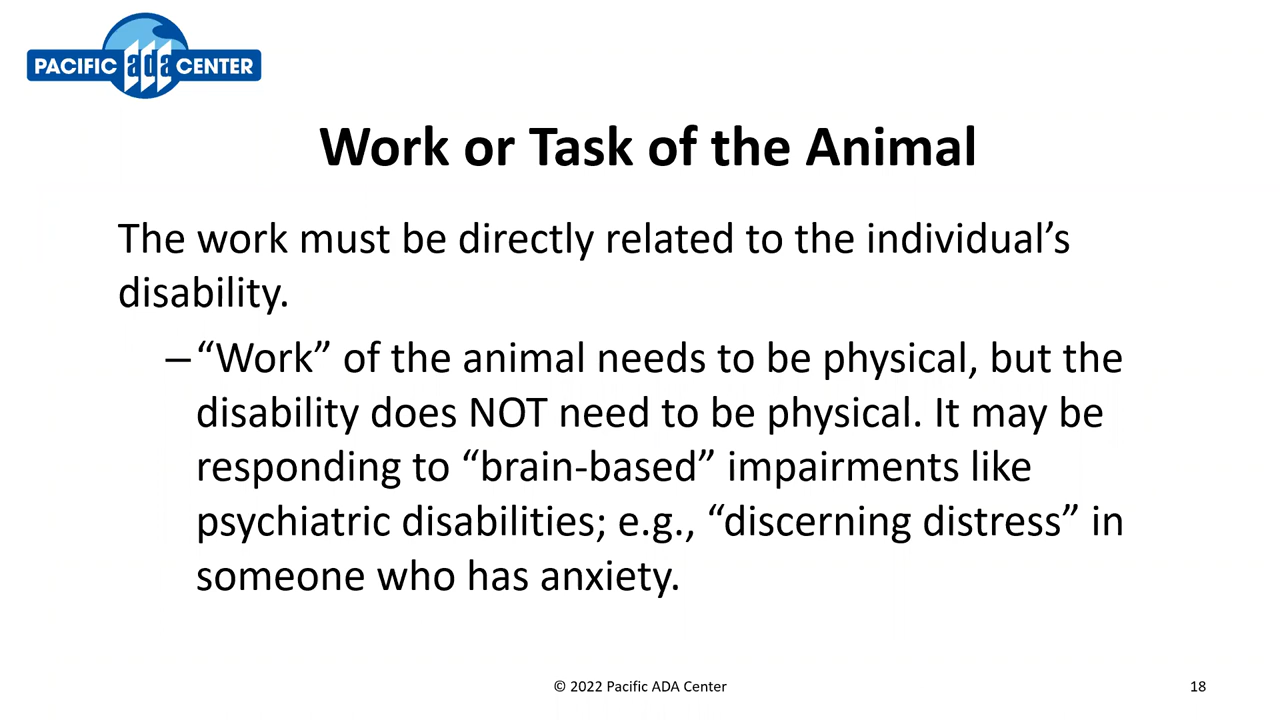 PACIFIC ada CENTER
Work or Task of the Animal
The work must be directly related to the individual’s
disability.
– “Work” of the animal needs to be physical, but the
disability does NOT need to be physical. It may be
responding to “brain-based” impairments like
psychiatric disabilities; e.g., “discerning distress” in
someone who has anxiety.
© 2022 Pacific ADA Center
18